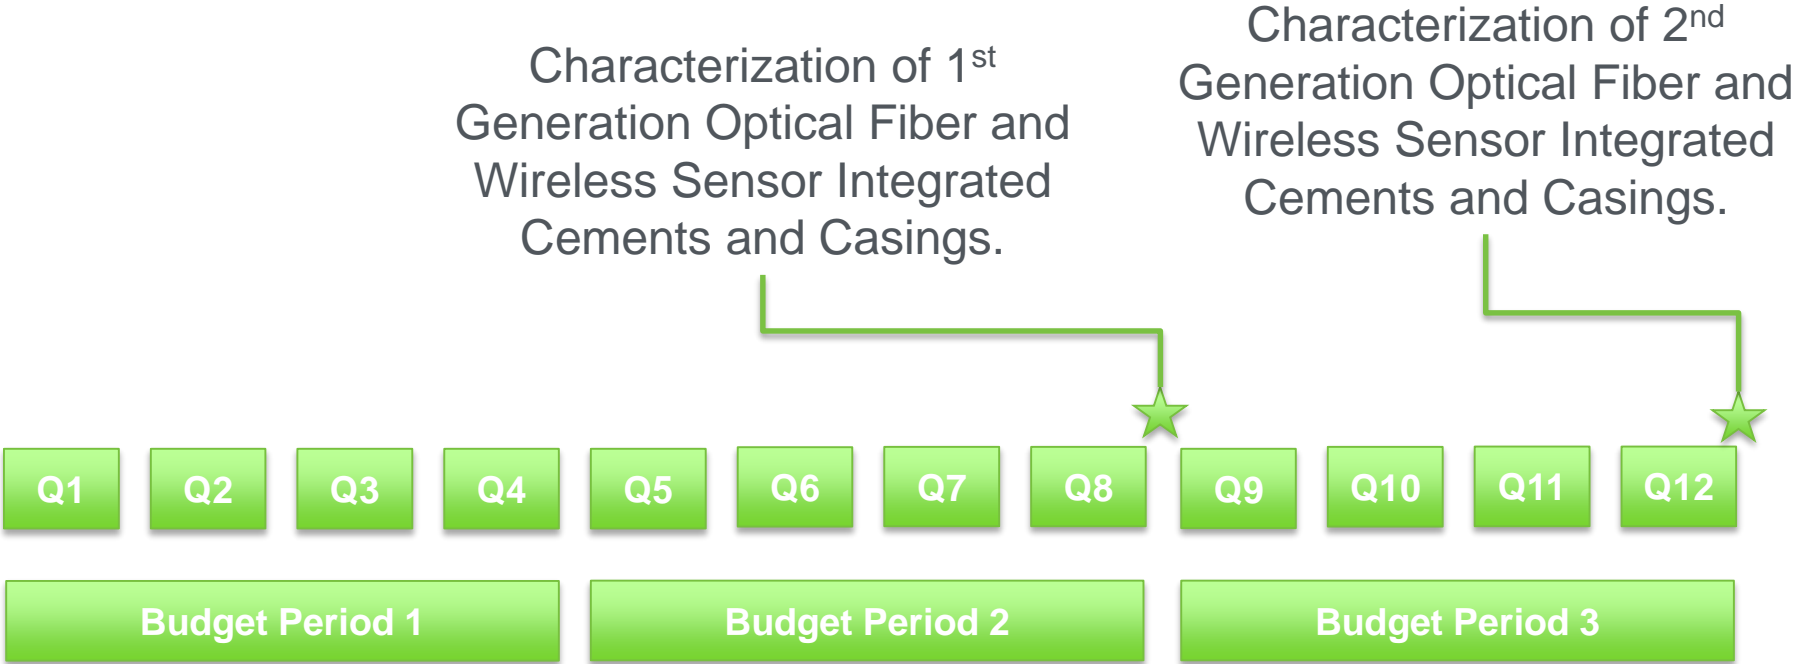 Characterization of 1st
Generation Optical Fiber and
Wireless Sensor Integrated
Cements and Casings.
Characterization of 2nd
Generation Optical Fiber and
Wireless Sensor Integrated
Cements and Casings.
Q1 Q2 Q3 Q4 Q5 Q6 Q7 Q8 Q9 Q10 Q11 Q12
Budget Period 1 Budget Period 2 Budget Period 3